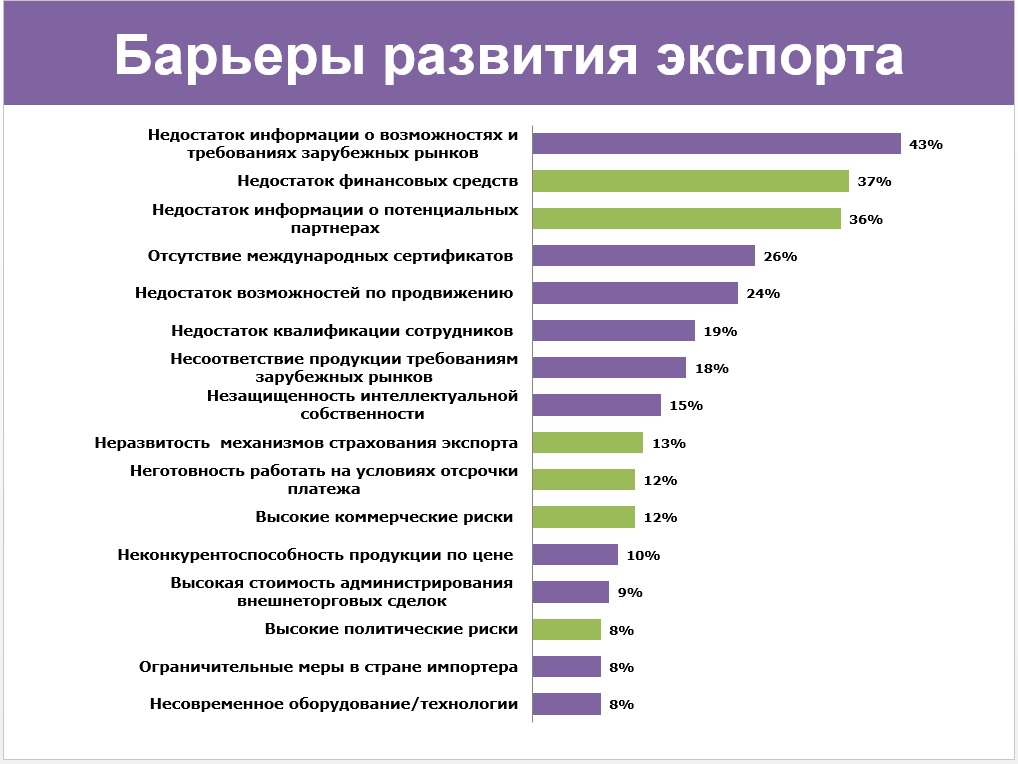 Барьеры развития экспорта
Недостаток информации о возможностях и
требованиях зарубежных рынков
43%
Недостаток финансовых средств
37%
Недостаток информации о потенциальных
партнерах
36%
Отсутствие международных сертификатов
26%
Недостаток возможностей по продвижению
24%
Недостаток квалификации сотрудников
19%
Несоответствие продукции требованиям
зарубежных рынков
18%
Незащищенность интеллектуальной
собственности
15%
Неразвитость механизмов страхования экспорта
13%
Неготовность работать на условиях отсрочки
платежа
12%
Высокие коммерческие риски
12%
Неконкурентоспособность продукции по цене
10%
Высокая стоимость администрирования
внешнеторговых сделок
9%
Высокие политические риски
8%
Ограничительные меры в стране импортера
8%
Несовременное оборудование/технологии
8%